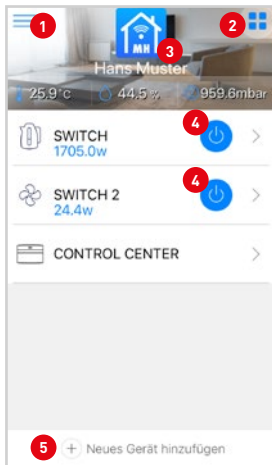 1
2
MH
3
Hans Muster
25.9°c 44.5 % 959.6mbar
4
SWITCH
1705.0w
4
SWITCH 2
24.4w
CONTROL CENTER
5 + Neues Gerät hinzufügen